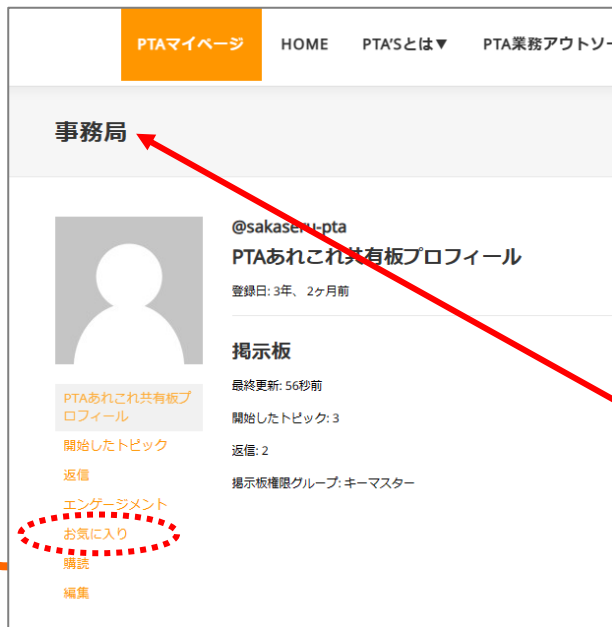 PTAマイページ HOME PTA'Sとは▼ PTA業務アウトソー
事務局
@sakaseru-pta
PTAあれこれ共有板プロフィール
登録日: 3年、 2ヶ月前
掲示板
最終更新: 56秒前
開始したトピック: 3
返信: 2
掲示板権限グループ: キーマスター
PTAあれこれ共有板プ
ロフィール
開始したトピック
返信
エンゲージメント
お気に入り
購読
編集